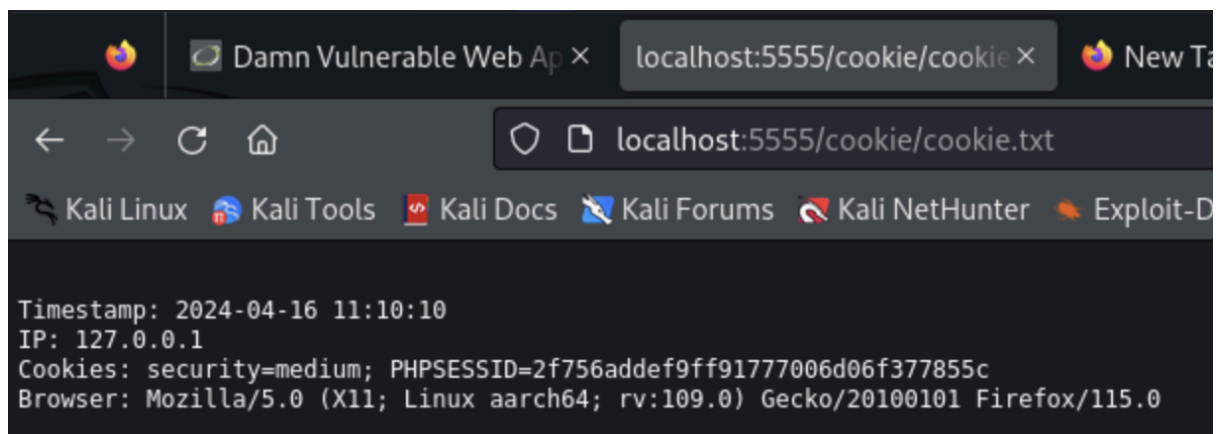 Damn Vulnerable Web Ap
localhost:5555/cookie/cookie
New Ta
localhost:5555/cookie/cookie.txt
Kali Linux Kali Tools Kali Docs Kali Forums Kali NetHunter Exploit-D
Timestamp: 2024-04-16 11:10:10
IP: 127.0.0.1
Cookies: security=medium; PHPSESSID=2f756addef9ff91777006d06f377855c
Browser: Mozilla/5.0 (X11; Linux aarch64; rv:109.0) Gecko/20100101 Firefox/115.0